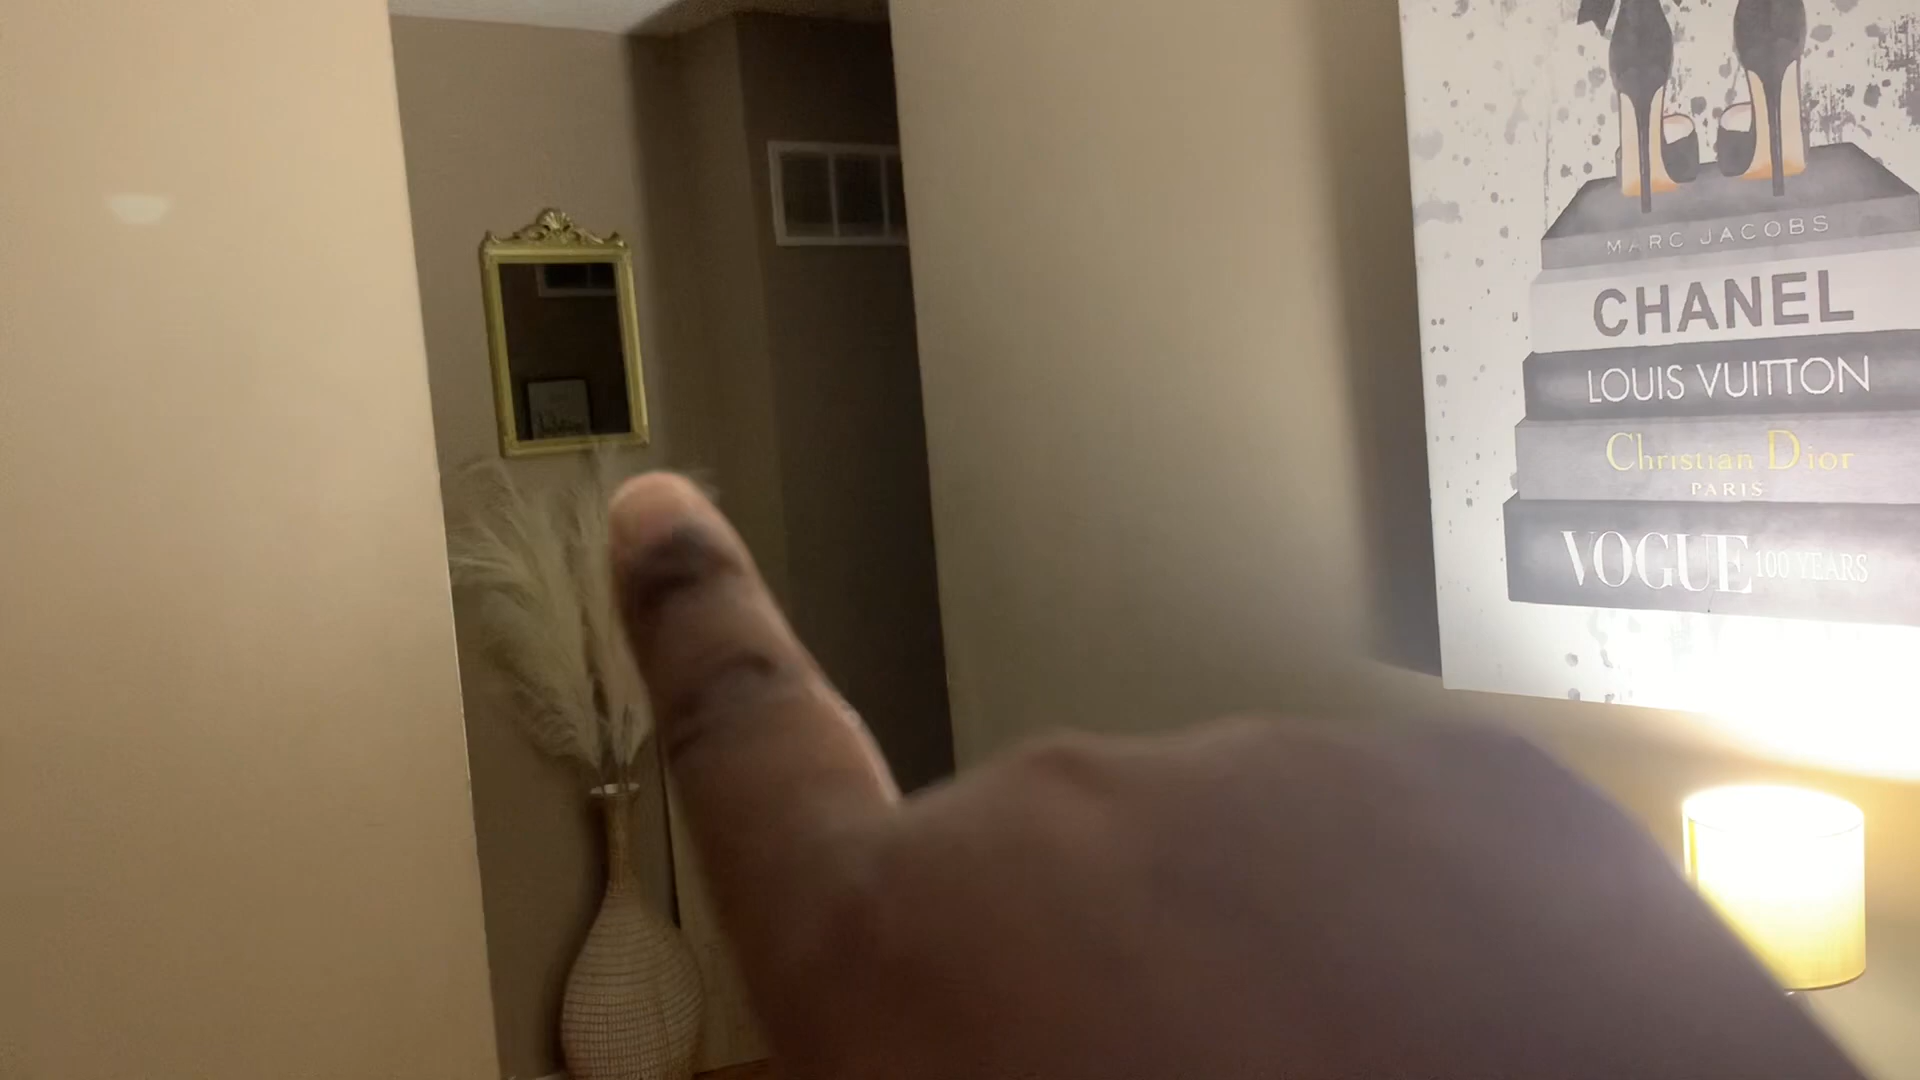 MARC JACOBS
CHANEL
LOUIS VUITTON
Christian Dior
PARIS
VOGUE 100 YEARS